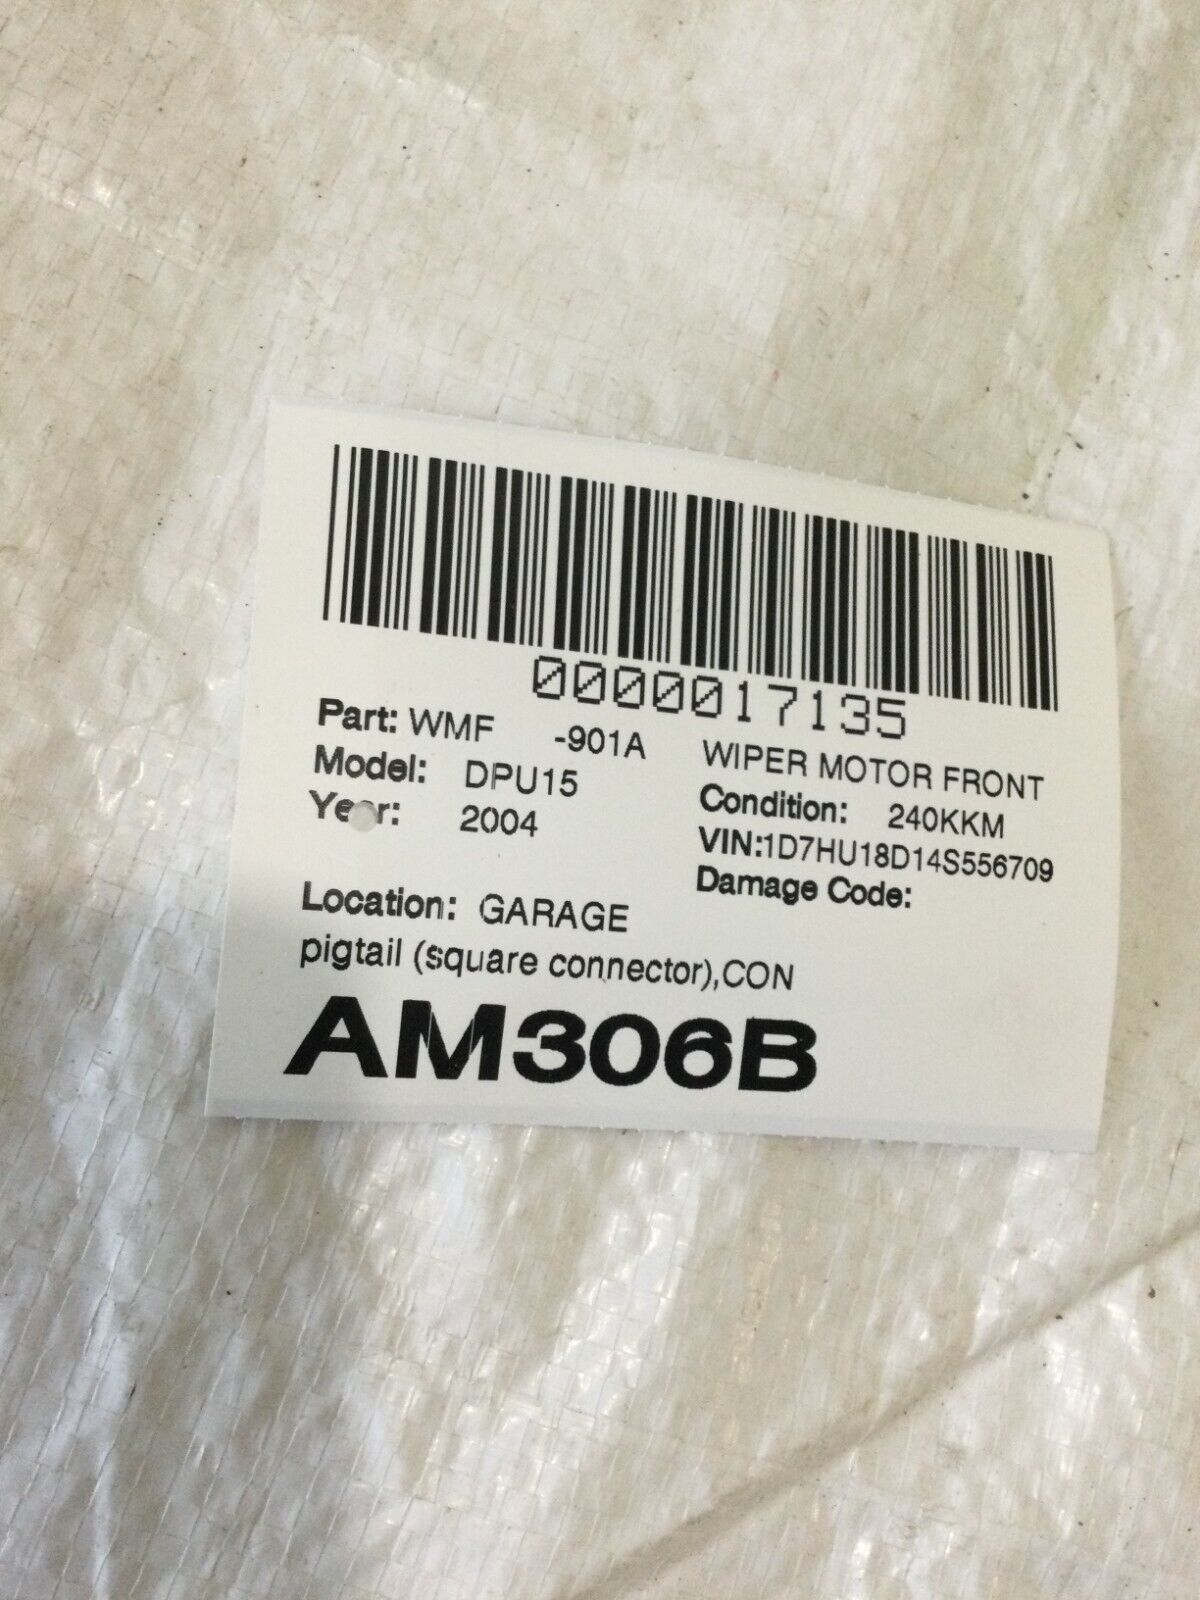 0000017135
Part: WMF -901A WIPER MOTOR FRONT
Model: DPU15 Condition: 240KKM
Year: 2004 VIN:1D7HU18D14S556709
Damage Code:
Location: GARAGE
pigtail (square connector),CON
AM306B